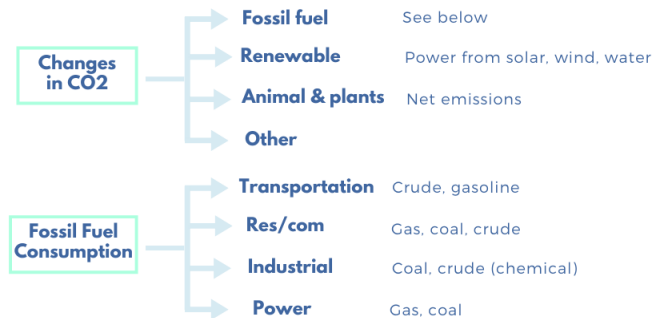 Changes
in CO2
Fossil fuel See below
Renewable Power from solar, wind, water
Animal & plants Net emissions
Other
Fossil Fuel
Consumption
Transportation Crude, gasoline
Res/com Gas, coal, crude
Industrial Coal, crude (chemical)
Power Gas, coal